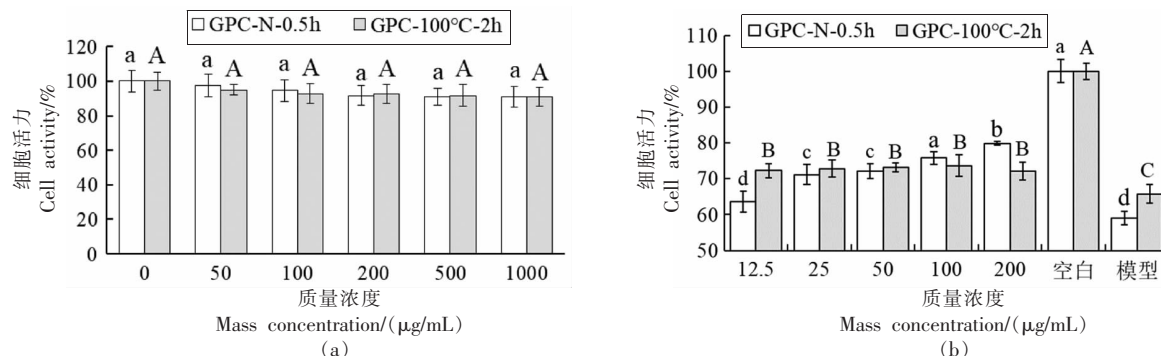 GPC-N-0.5h GPC-100℃-2h
a A a A a A a A a A a A
120
100
80
60
40
20
0
细胞活力
Cell activity/%
0 50 100 200 500 1000
质量浓度
Mass concentration/(μg/mL)
(a)
GPC-N-0.5h GPC-100℃-2h
d B c B c B a B b B a A d C
110
100
90
80
70
60
50
细胞活力
Cell activity/%
12.5 25 50 100 200 空白 模型
质量浓度
Mass concentration/(μg/mL)
(b)